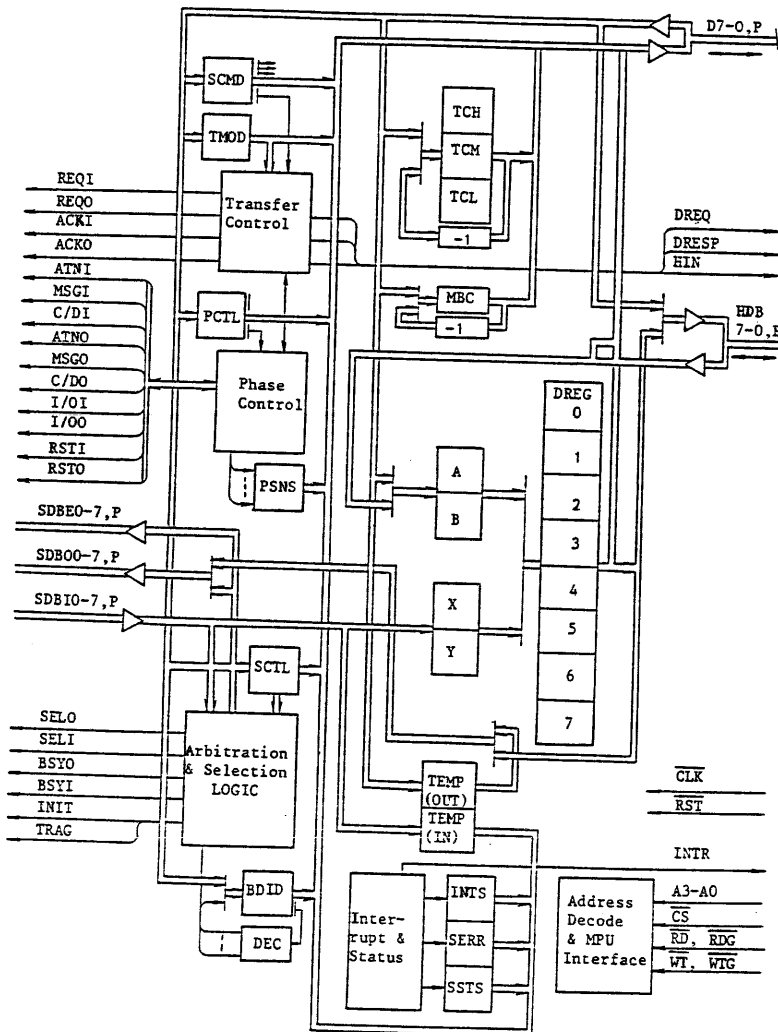 D7-0,P
SCMD
TMOD
TCH
TCM
TCL
-1
REQI
REQO
ACKI
ACKO
Transfer
Control
DREQ
DRESP
HIN
ATNI
MSGI
C/DI
ATNO
MSGO
C/DO
I/OI
I/OO
RSTI
RSTO
PCTL
MBC
-1
HDB
7-0,P
Phase
Control
PSNS
DREG
0
1
2
3
4
5
6
7
A
B
X
Y
SDBE0-7,P
SDBO0-7,P
SDBI0-7,P
SCTL
SELO
SELI
BSYO
BSYI
INIT
TRAG
Arbitration
& Selection
LOGIC
TEMP
(OUT)
TEMP
(IN)
CLK
RST
INTR
BDID
DEC
Inter-
rupt &
Status
INTS
SERR
SSTS
Address
Decode
& MPU
Interface
A3-A0
CS
RD, RDG
WT, WTG